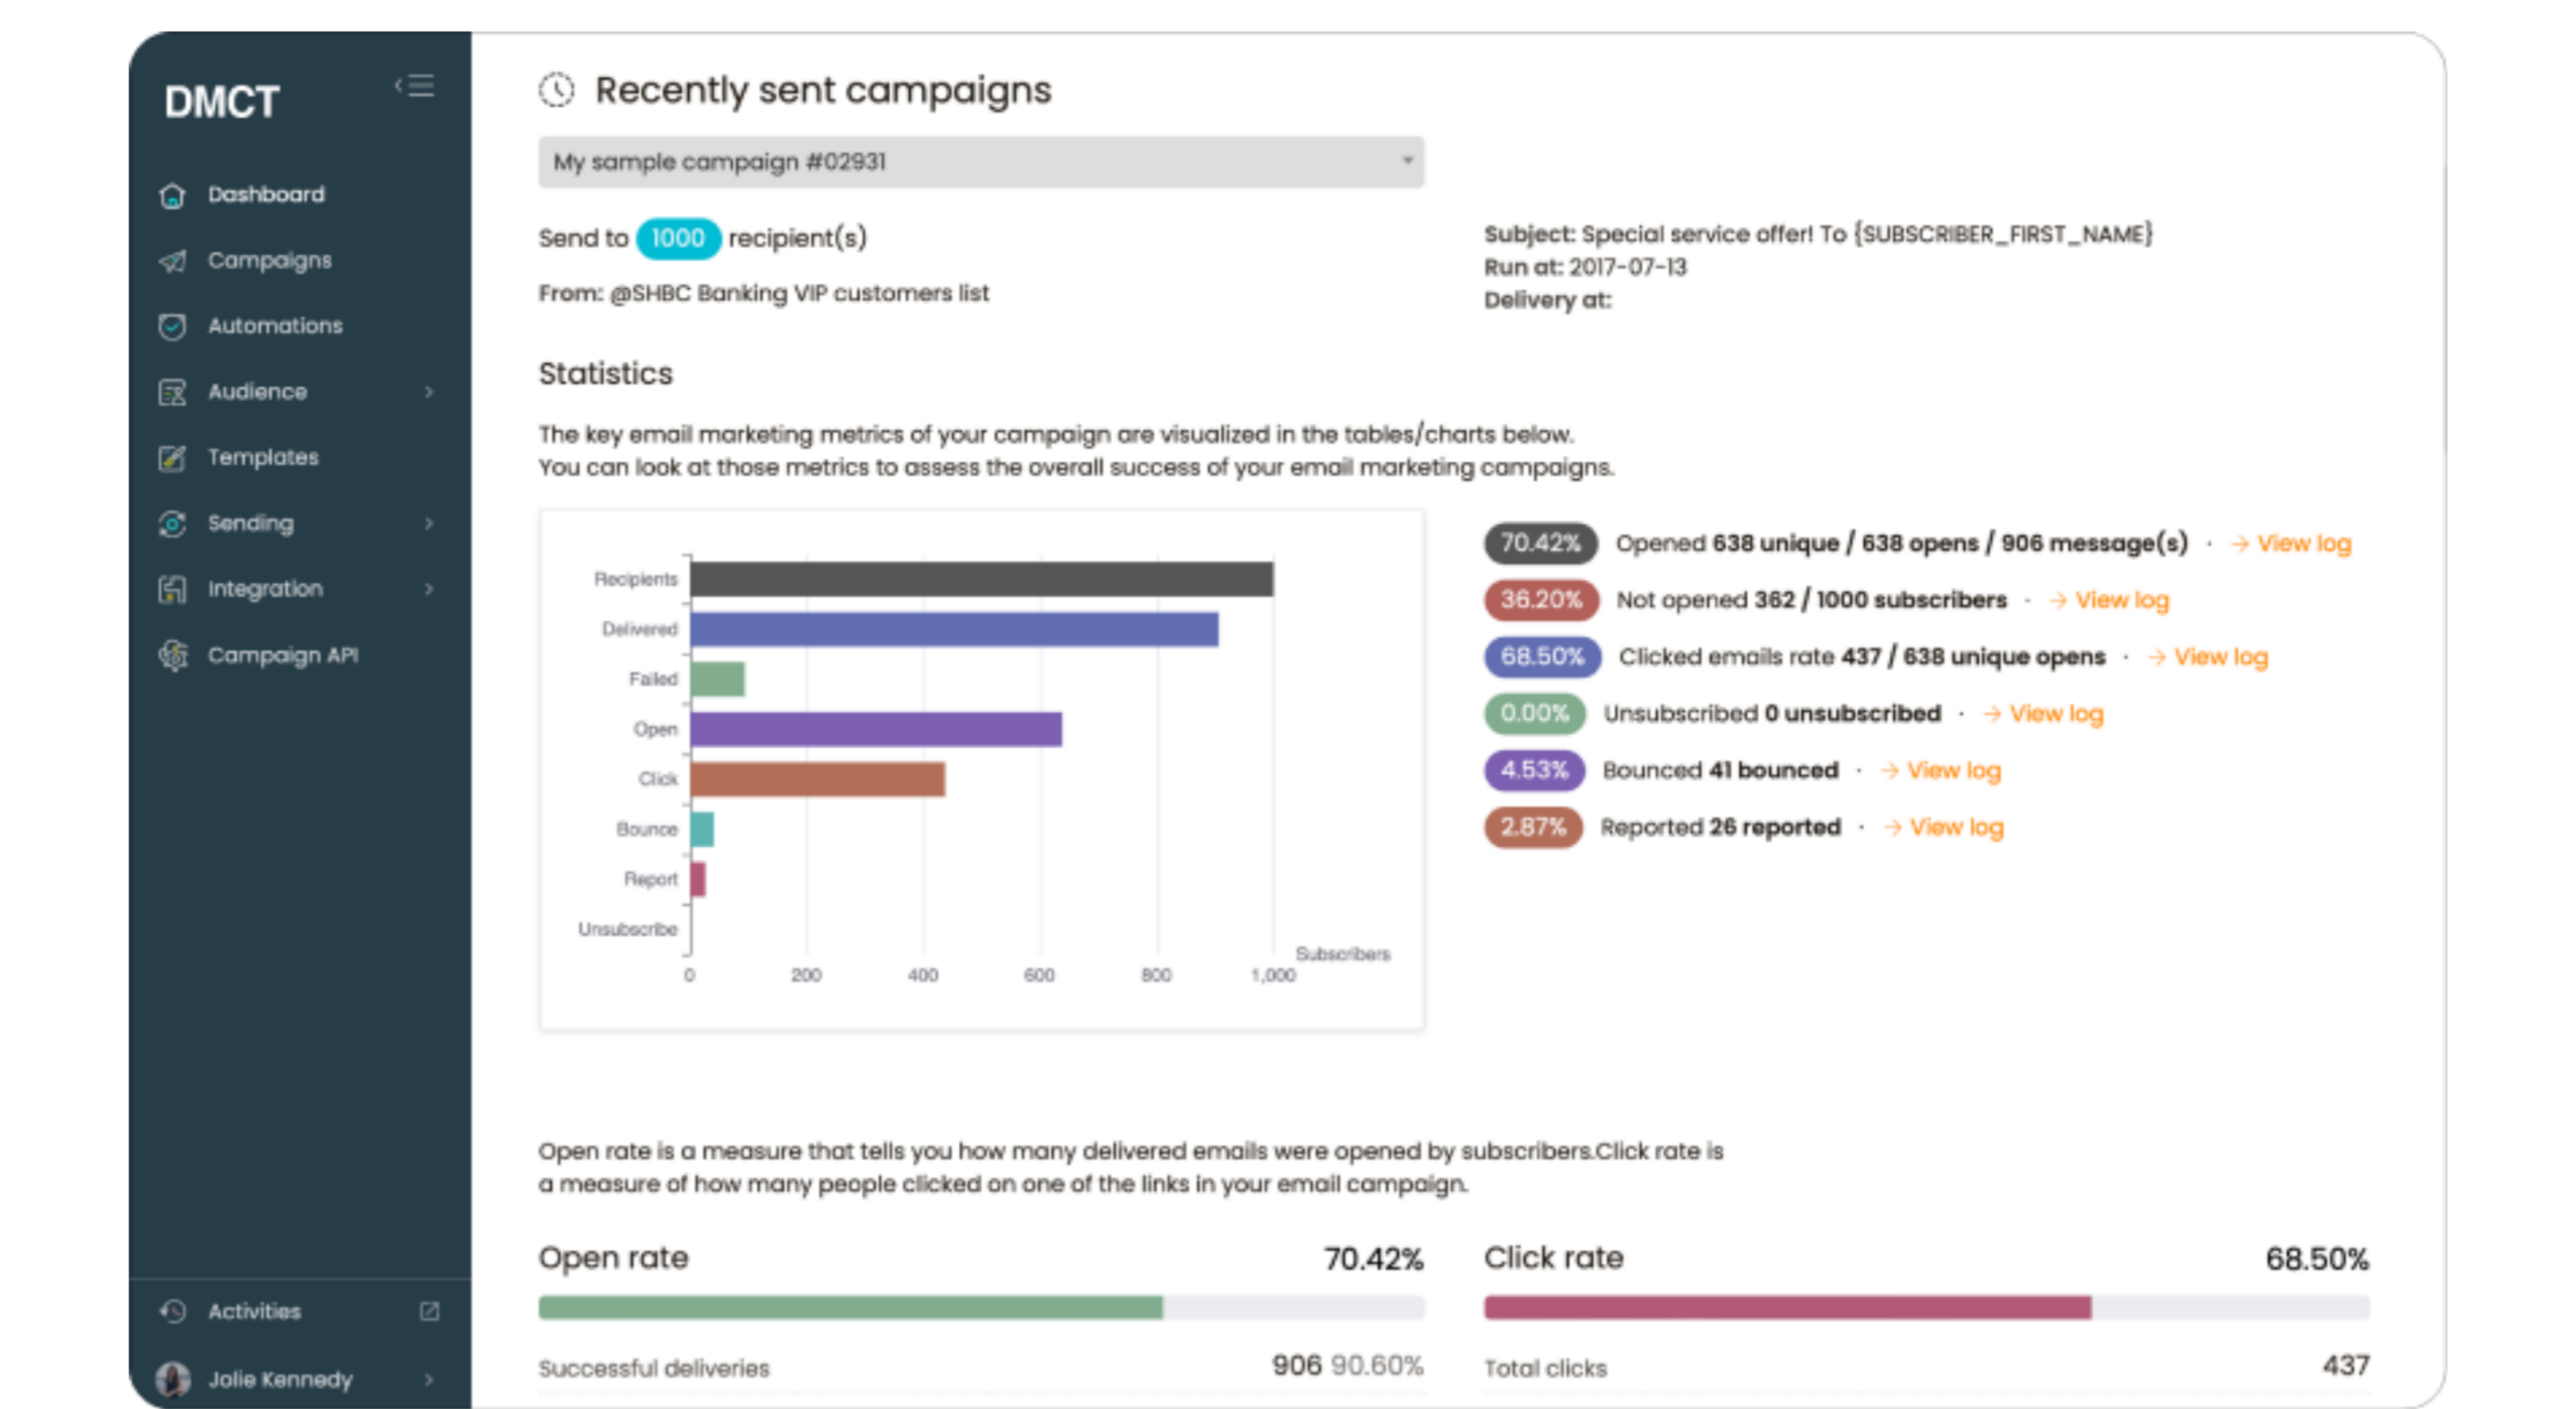 DMCT
Dashboard
Campaigns
Automations
Audience
Templates
Sending
Integration
Campaign API
Activities
Jolie Kennedy
Recently sent campaigns
My sample campaign #02931
Send to 1000 recipient(s)
From: @SHBC Banking VIP customers list
Subject: Special service offer! To {SUBSCRIBER_FIRST_NAME}
Run at: 2017-07-13
Delivery at:
Statistics
The key email marketing metrics of your campaign are visualized in the tables/charts below.
You can look at those metrics to assess the overall success of your email marketing campaigns.
Recipients
Delivered
Failed
Open
Click
Bounce
Report
Unsubscribe
Subscribers
0 200 400 600 800 1,000
70.42% Opened 638 unique / 638 opens / 906 message(s) · → View log
36.20% Not opened 362 / 1000 subscribers · → View log
68.50% Clicked emails rate 437 / 638 unique opens · → View log
0.00% Unsubscribed 0 unsubscribed · → View log
4.53% Bounced 41 bounced · → View log
2.87% Reported 26 reported · → View log
Open rate is a measure that tells you how many delivered emails were opened by subscribers.Click rate is
a measure of how many people clicked on one of the links in your email campaign.
Open rate 70.42%
Successful deliveries 906 90.60%
Click rate 68.50%
Total clicks 437